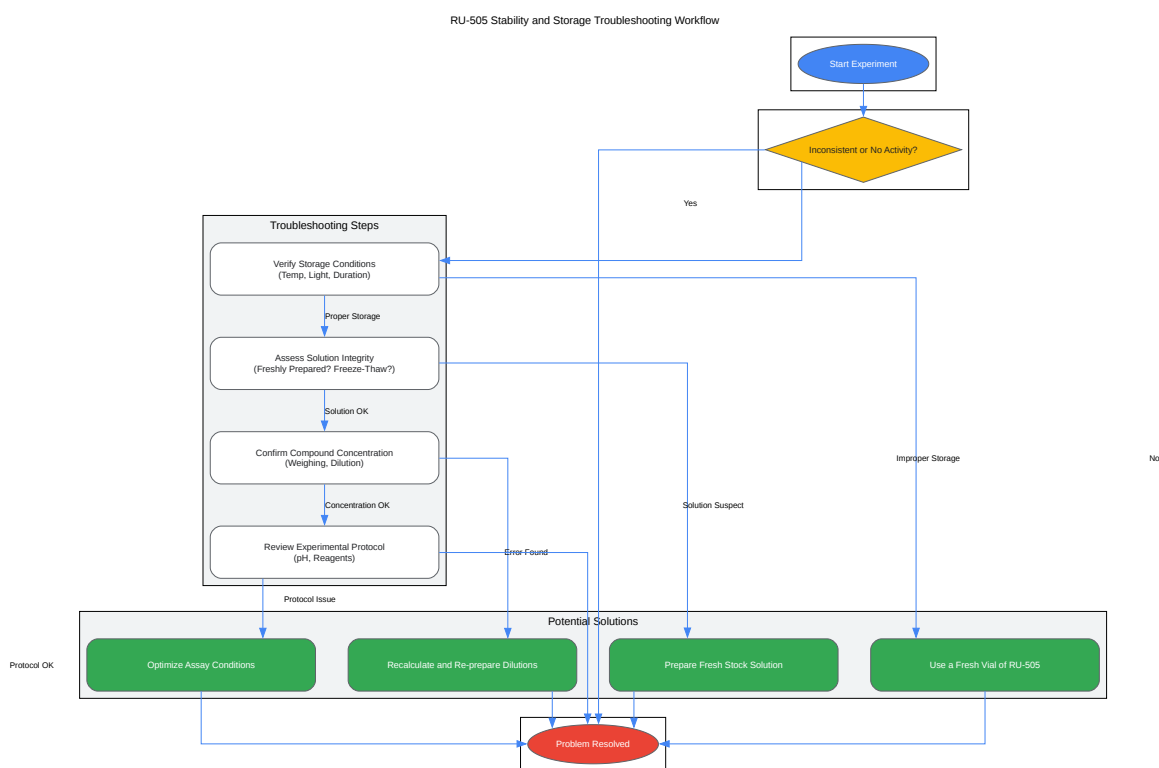 RU-505 Stability and Storage Troubleshooting Workflow
Start Experiment
Inconsistent or No Activity?
Yes
Troubleshooting Steps
Verify Storage Conditions
(Temp, Light, Duration)
Proper Storage
Assess Solution Integrity
(Freshly Prepared? Freeze-Thaw?)
Solution OK
Confirm Compound Concentration
(Weighing, Dilution)
Improper Storage
No
Concentration OK
Solution Suspect
Review Experimental Protocol
(pH, Reagents)
Error Found
Protocol Issue
Potential Solutions
Protocol OK
Optimize Assay Conditions
Recalculate and Re-prepare Dilutions
Prepare Fresh Stock Solution
Use a Fresh Vial of RU-505
Problem Resolved